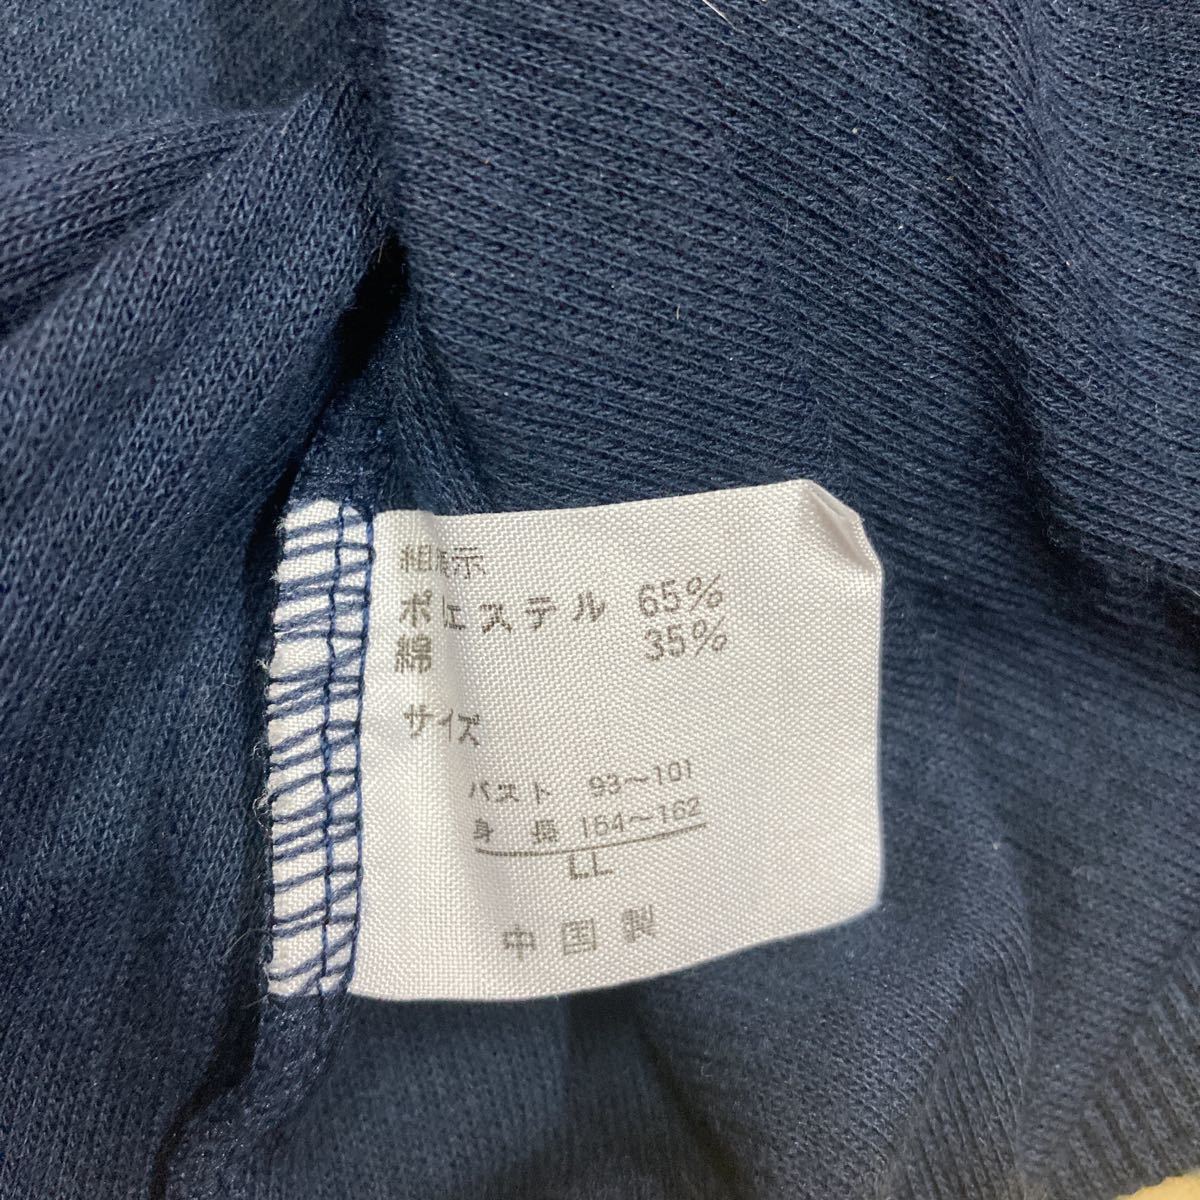 組成表示
ポリエステル 65%
綿 35%
サイズ
バスト 93〜101
身長 154〜162
LL
中国製